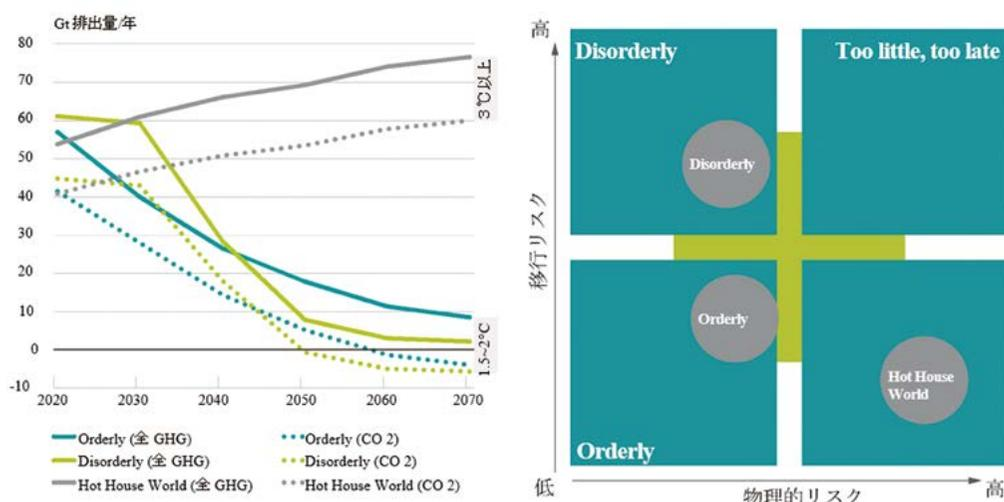 Gt 排出量/年
80
70
60
50
40
30
20
10
0
-10
2020 2030 2040 2050 2060 2070
3℃以上
1.5~2℃
Orderly (全 GHG)
Orderly (CO 2)
Disorderly (全 GHG)
Disorderly (CO 2)
Hot House World (全 GHG)
Hot House World (CO 2)
高
移行リスク
低
Disorderly
Too little, too late
Disorderly
Orderly
Hot House
World
Orderly
物理的リスク
高